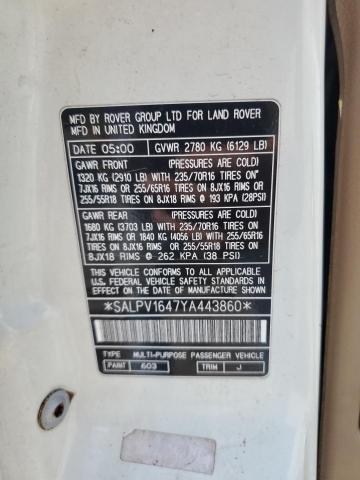 MFD BY ROVER GROUP LTD FOR LAND ROVER
MFD IN UNITED KINGDOM
DATE 05:00 GVWR 2780 KG (6129 LB)
GAWR FRONT (PRESSURES ARE COLD)
1320 KG (2910 LB) WITH 235/70R16 TIRES ON
7JX16 RIMS OR 255/65R16 TIRES ON 8JX16 RIMS OR
255/55R18 TIRES ON 8JX18 RIMS @ 193 KPA (28PSI)
GAWR REAR (PRESSURES ARE COLD)
1680 KG (3703 LB) WITH 235/70R16 TIRES ON
7JX16 RIMS OR 1840 KG (4056 LB) WITH 255/65R16
TIRES ON 8JX16 RIMS OR 255/55R18 TIRES ON
8JX18 RIMS @ 262 KPA (38 PSI)
THIS VEHICLE CONFORMS TO ALL APPLICABLE
U.S. FEDERAL VEHICLE SAFETY STANDARDS IN
EFFECT ON THE DATE OF MANUFACTURE SHOWN ABOVE
*SALPV1647YA443860*
TYPE MULTI-PURPOSE PASSENGER VEHICLE
PAINT 603 TRIM J